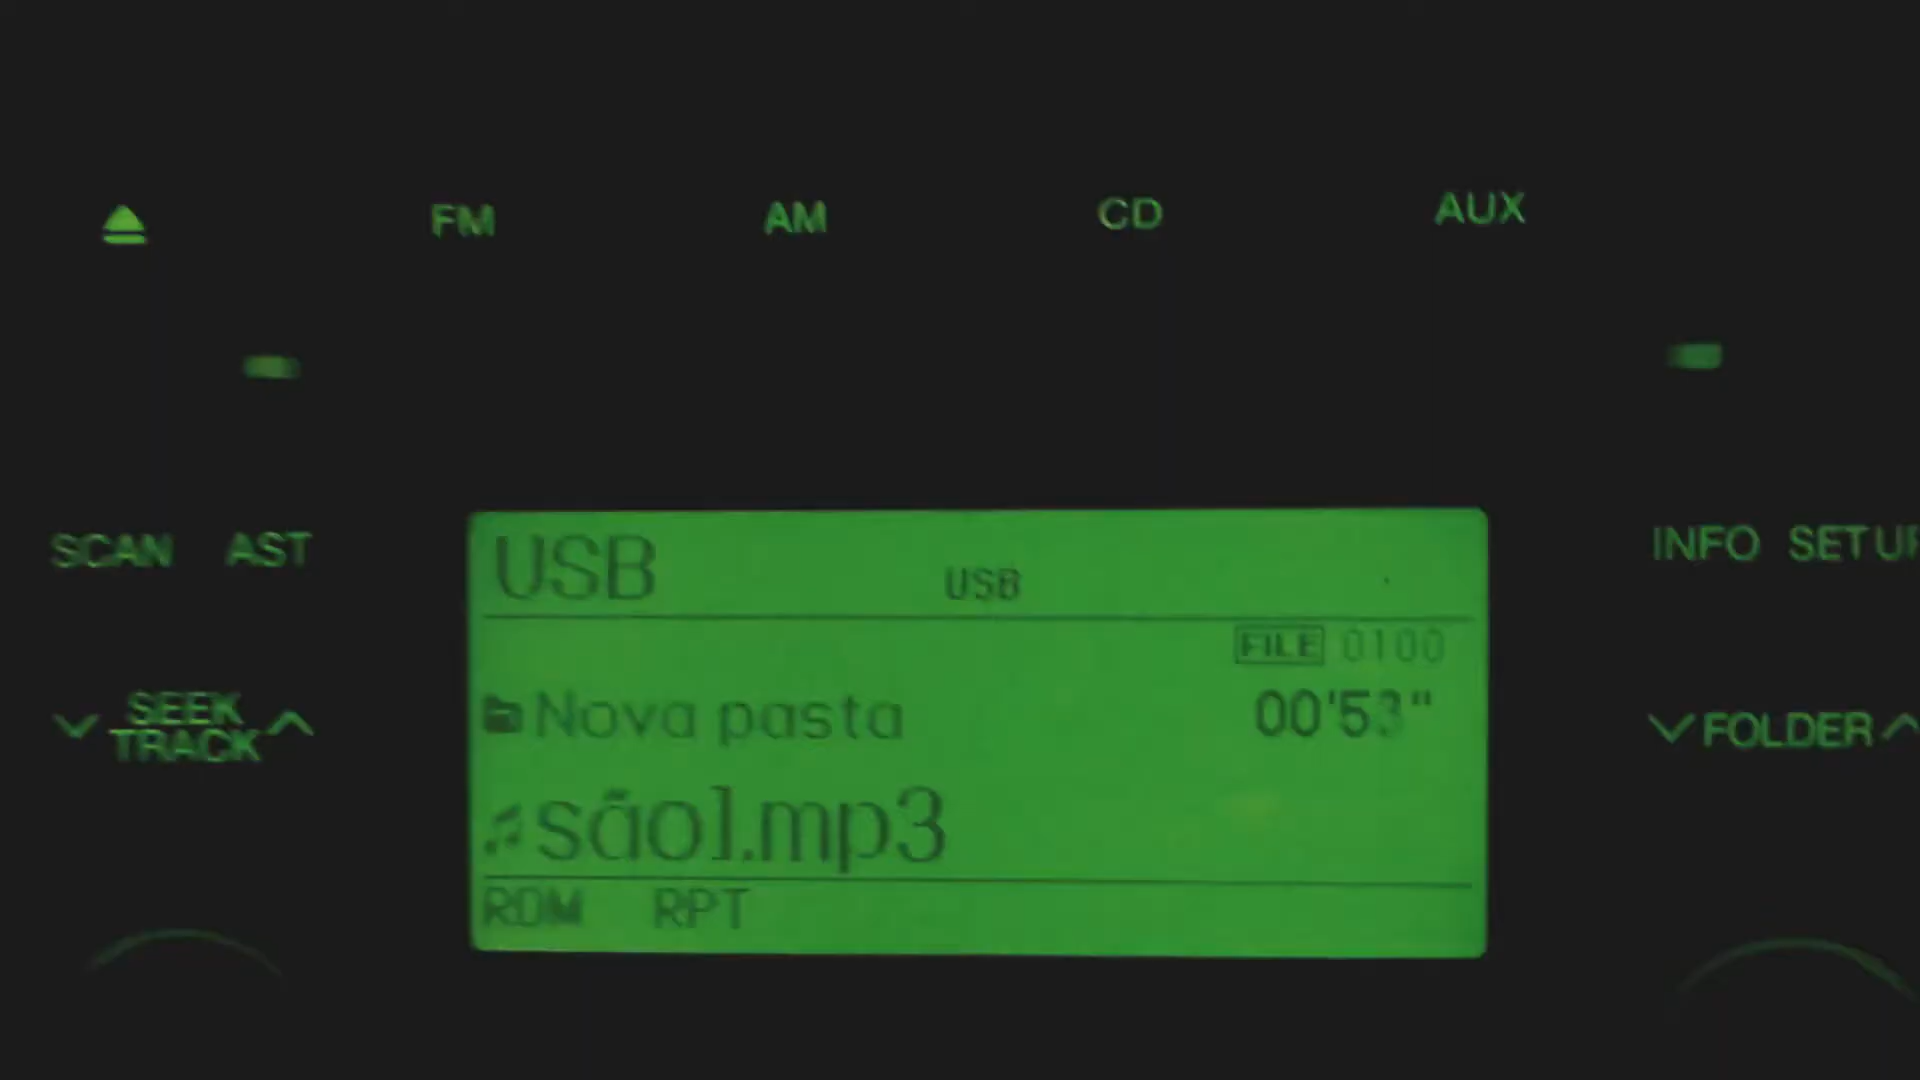 FM AM CD AUX
SCAN AST
INFO SETUP
USB USB
FILE 0100
Nova pasta 00'53"
SEEK
TRACK
FOLDER
são1.mp3
RDM RPT